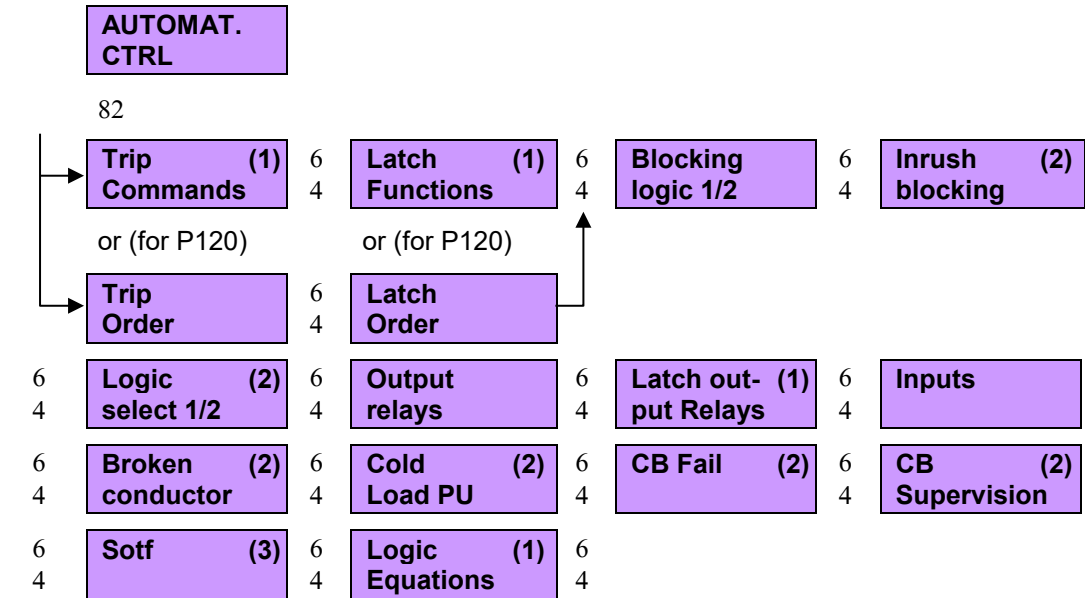 AUTOMAT.
CTRL
82
Trip (1) 6 Latch (1) 6 Blocking 6 Inrush (2)
Commands 4 Functions 4 logic 1/2 4 blocking
or (for P120) or (for P120)
Trip 6 Latch
Order 4 Order
6 Logic (2) 6 Output 6 Latch out- (1) 6 Inputs
4 select 1/2 4 relays 4 put Relays 4
6 Broken (2) 6 Cold (2) 6 CB Fail (2) 6 CB (2)
4 conductor 4 Load PU 4 4 Supervision
6 Sotf (3) 6 Logic (1) 6
4 4 Equations 4